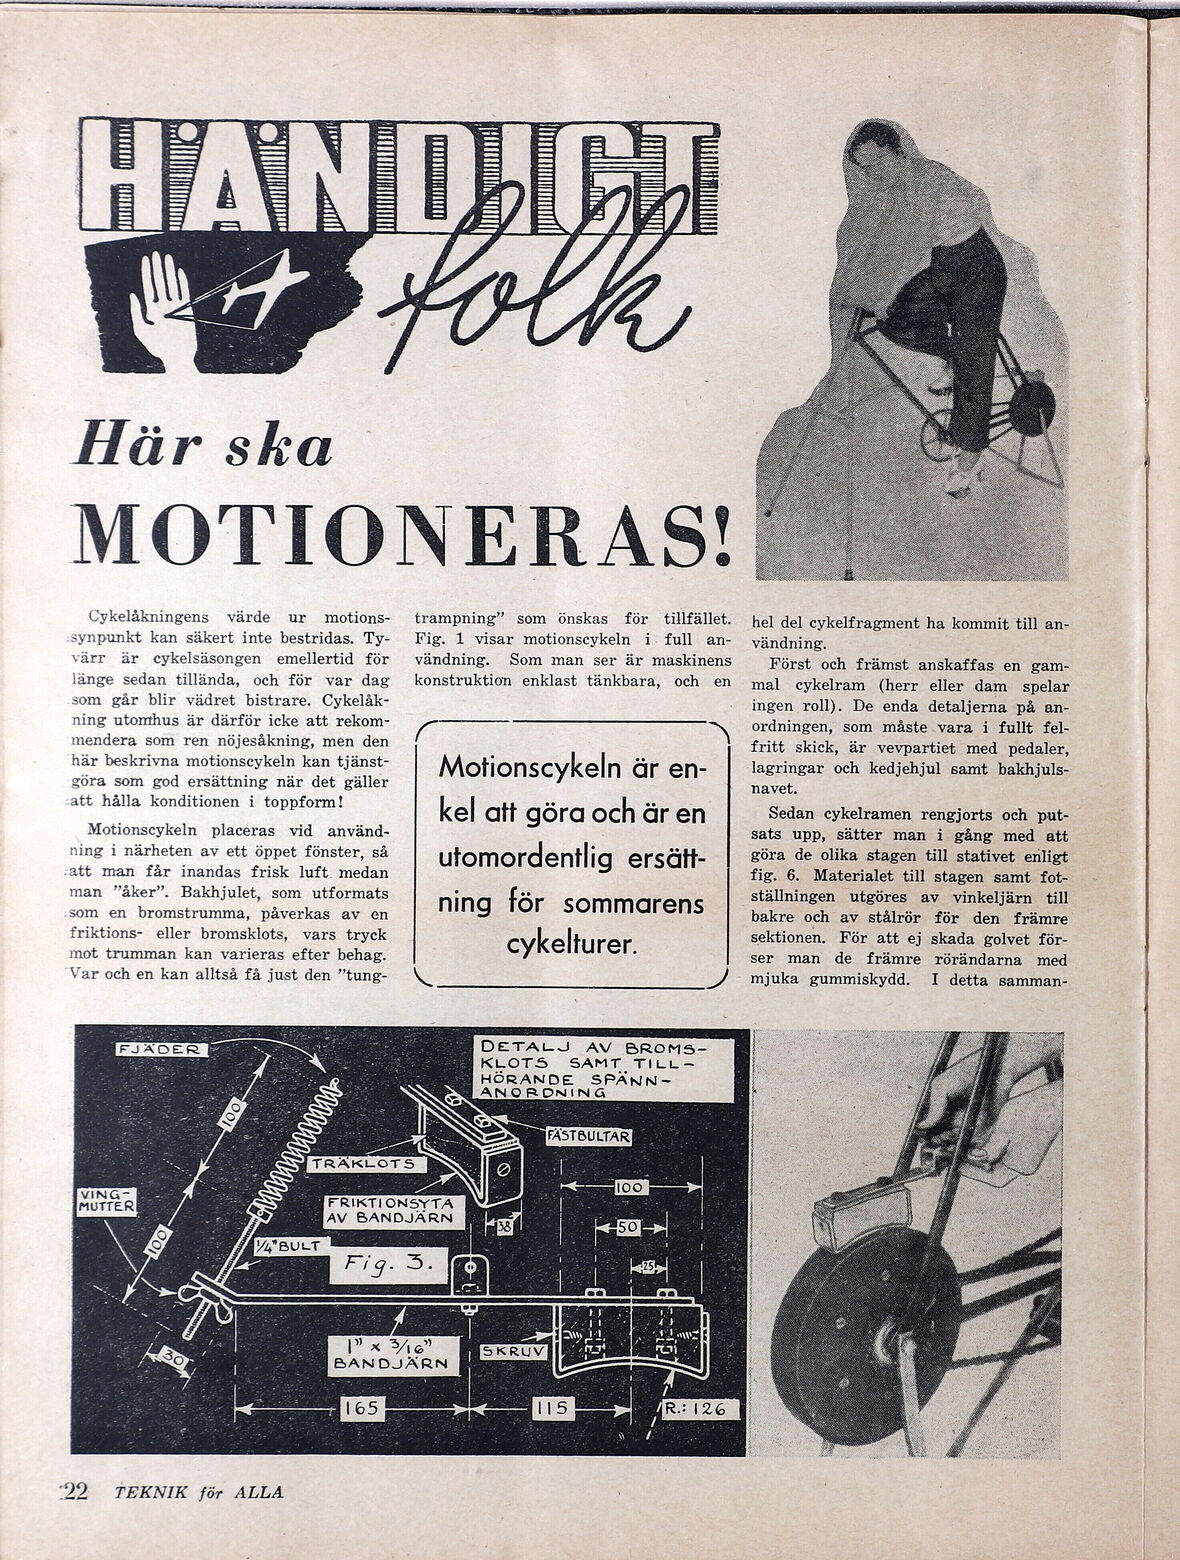 HÄNDIGT
folk
Här ska
MOTIONERAS!
Cykelåkningens värde ur motions-
synpunkt kan säkert inte bestridas. Ty-
värr är cykelsäsongen emellertid för
länge sedan tillända, och för var dag
som går blir vädret bistrare. Cykelåk-
ning utomhus är därför icke att rekom-
mendera som ren nöjesåkning, men den
här beskrivna motionscykeln kan tjänst-
göra som god ersättning när det gäller
att hålla konditionen i toppform!
Motionscykeln placeras vid använd-
ning i närheten av ett öppet fönster, så
att man får inandas frisk luft medan
man ”åker”. Bakhjulet, som utformats
som en bromstrumma, påverkas av en
friktions- eller bromsklots, vars tryck
mot trumman kan varieras efter behag.
Var och en kan alltså få just den ”tung-
trampning” som önskas för tillfället.
Fig. 1 visar motionscykeln i full an-
vändning. Som man ser är maskinens
konstruktion enklast tänkbara, och en
Motionscykeln är en-
kel att göra och är en
utomordentlig ersätt-
ning för sommarens
cykelturer.
hel del cykelfragment ha kommit till an-
vändning.
Först och främst anskaffas en gam-
mal cykelram (herr eller dam spelar
ingen roll). De enda detaljerna på an-
ordningen, som måste vara i fullt fel-
fritt skick, är vevpartiet med pedaler,
lagringar och kedjehjul samt bakhjuls-
navet.
Sedan cykelramen rengjorts och put-
sats upp, sätter man i gång med att
göra de olika stagen till stativet enligt
fig. 6. Materialet till stagen samt fot-
ställningen utgöres av vinkeljärn till
bakre och av stålrör för den främre
sektionen. För att ej skada golvet för-
ser man de främre rörändarna med
mjuka gummiskydd. I detta samman-
FJÄDER
DETALJ AV BROMS-
KLOTS SAMT TILL-
HÖRANDE SPÄNN-
ANORDNING
100
FÄSTBULTAR
TRÄKLOTS
VING-
MUTTER
FRIKTIONSYTA
AV BANDJÄRN
38
100
50
25
100
¼" BULT
Fig. 3.
30
1" x 3/16"
BANDJÄRN
SKRUV
165
115
R.: 126
22 TEKNIK för ALLA